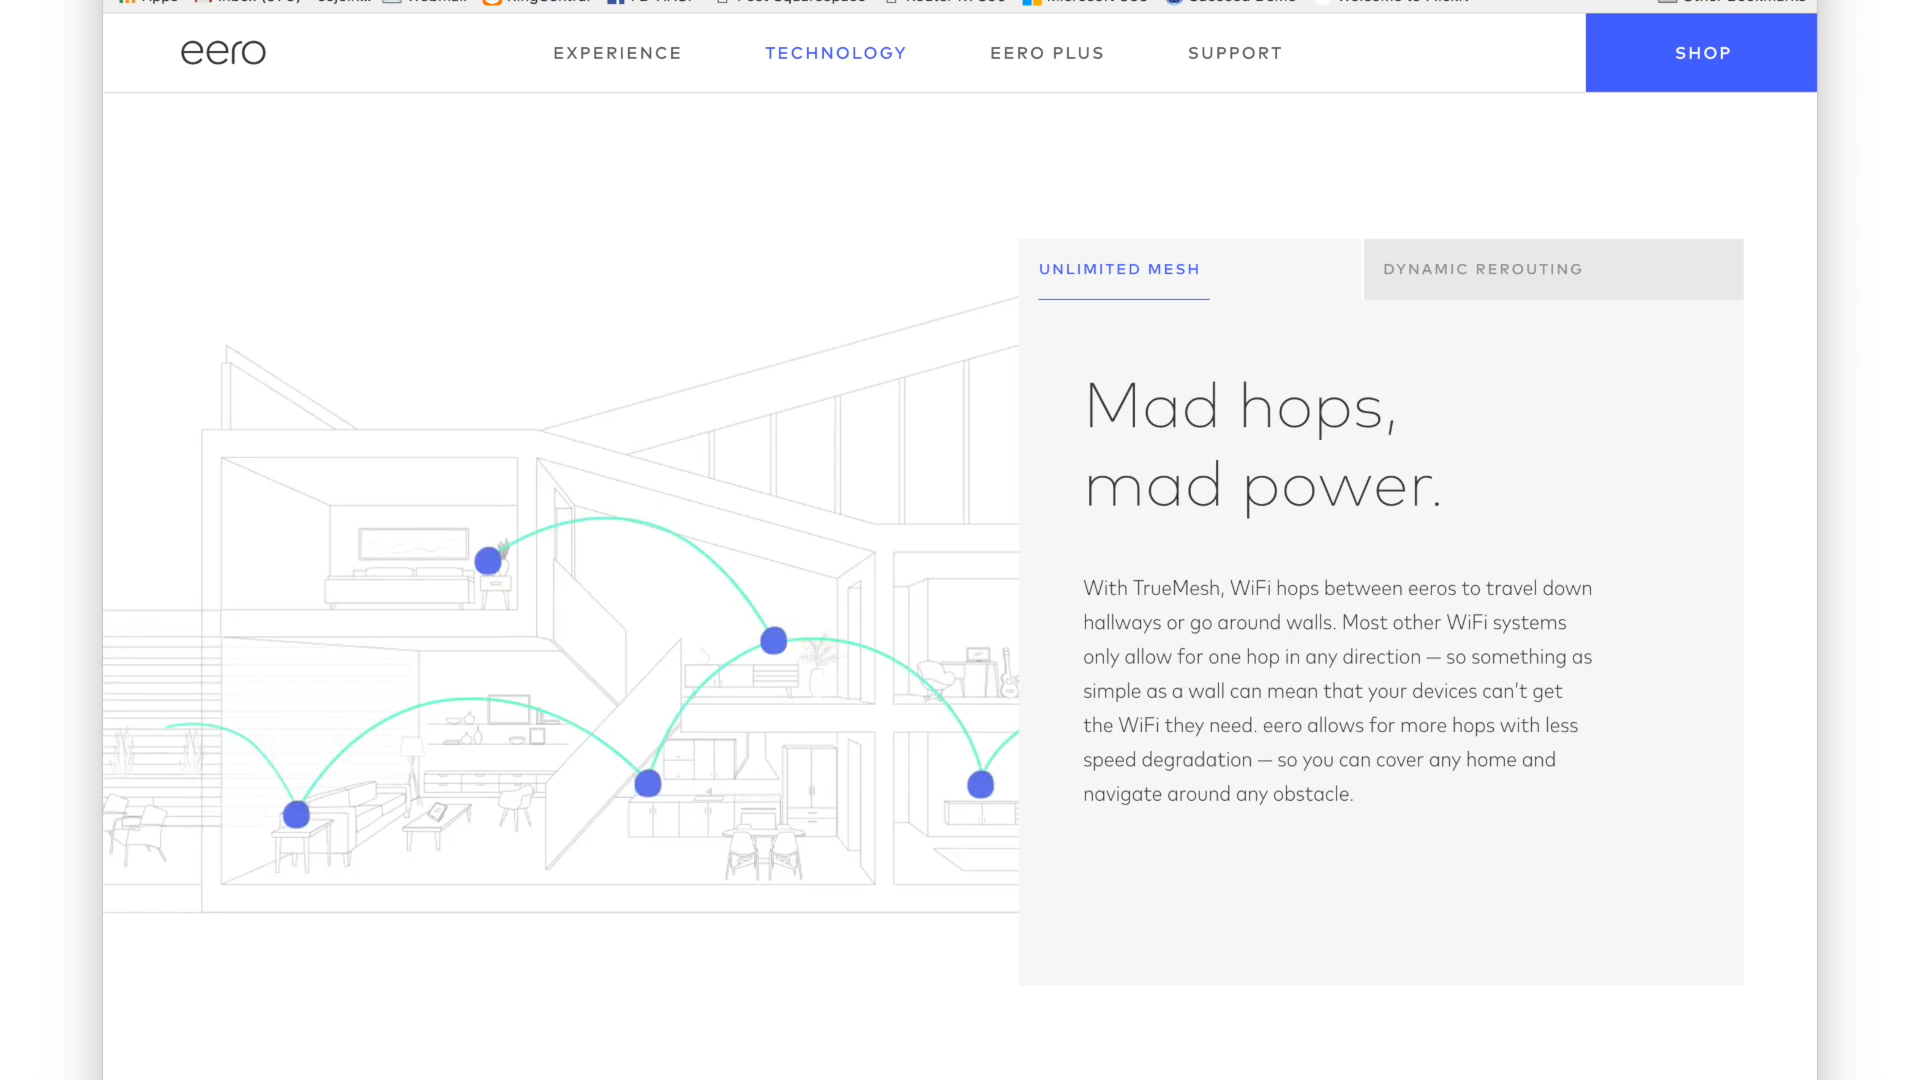 eero
EXPERIENCE
TECHNOLOGY
EERO PLUS
SUPPORT
SHOP
UNLIMITED MESH
DYNAMIC REROUTING
Mad hops,
mad power.
With TrueMesh, WiFi hops between eeros to travel down
hallways or go around walls. Most other WiFi systems
only allow for one hop in any direction — so something as
simple as a wall can mean that your devices can’t get
the WiFi they need. eero allows for more hops with less
speed degradation — so you can cover any home and
navigate around any obstacle.